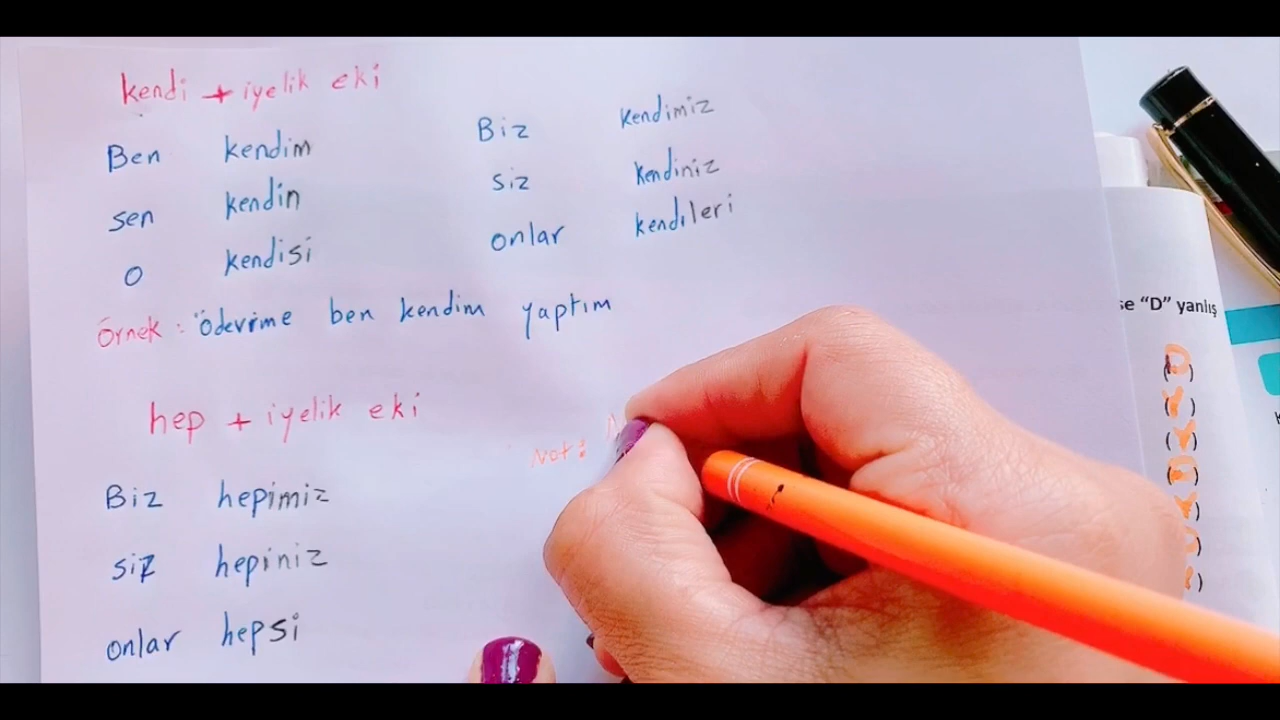 kendi + iyelik eki
Ben kendim
sen kendin
O kendisi
Biz kendimiz
siz kendiniz
onlar kendileri
Örnek : Ödevime ben kendim yaptım
hep + iyelik eki
Not :
Biz hepimiz
siz hepiniz
onlar hepsi
se “D” yanlış
(D)
(Y)
(Y)
(D)